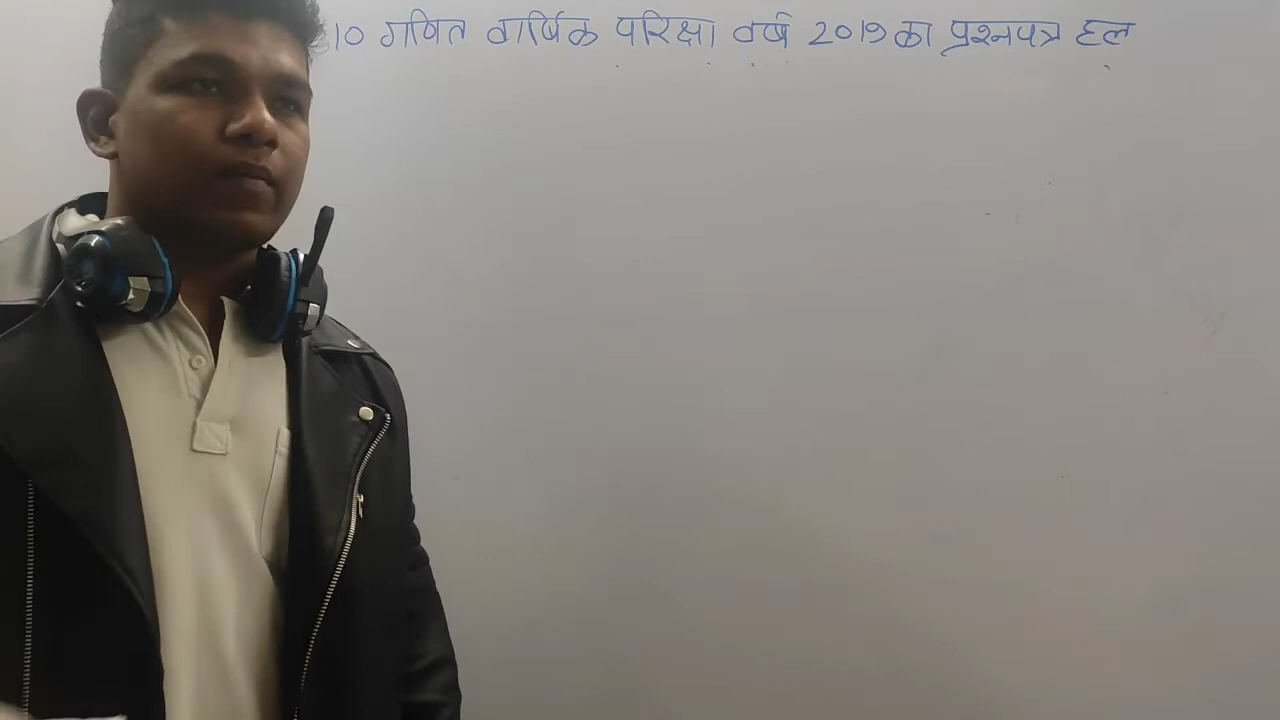 10 गणित वार्षिक परिक्षा वर्ष 2019 का प्रश्नपत्र हल